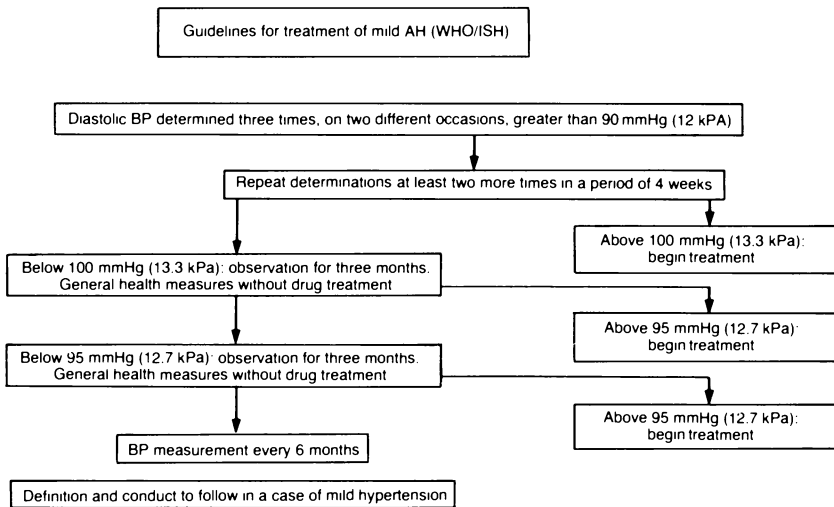 Guidelines for treatment of mild AH (WHO/ISH)
Diastolic BP determined three times, on two different occasions, greater than 90 mmHg (12 kPA)
Repeat determinations at least two more times in a period of 4 weeks
Above 100 mmHg (13.3 kPa):
begin treatment
Below 100 mmHg (13.3 kPa): observation for three months.
General health measures without drug treatment
Above 95 mmHg (12.7 kPa)·
begin treatment
Below 95 mmHg (12.7 kPa)· observation for three months.
General health measures without drug treatment
Above 95 mmHg (12.7 kPa):
begin treatment
BP measurement every 6 months
Definition and conduct to follow in a case of mild hypertension